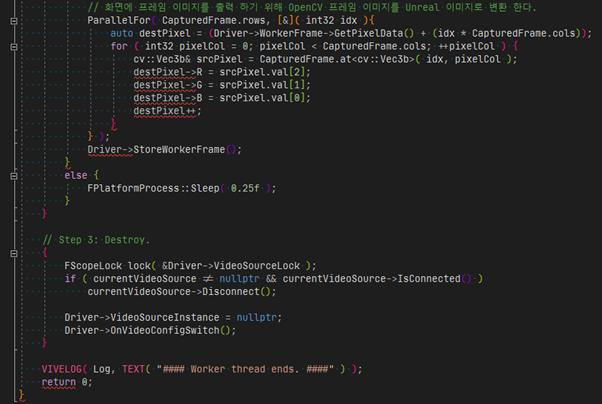 // 화면에 프레임 이미지를 출력 하기 위해 OpenCV 프레임 이미지를 Unreal 이미지로 변환 한다.
ParallelFor( CapturedFrame.rows, [&]( int32 idx ){
auto destPixel = (Driver->WorkerFrame->GetPixelData() + (idx * CapturedFrame.cols));
for ( int32 pixelCol = 0; pixelCol < CapturedFrame.cols; ++pixelCol ) {
cv::Vec3b& srcPixel = CapturedFrame.at<cv::Vec3b>( idx, pixelCol );
destPixel->R = srcPixel.val[2];
destPixel->G = srcPixel.val[1];
destPixel->B = srcPixel.val[0];
destPixel++;
}
} );
Driver->StoreWorkerFrame();
}
else {
FPlatformProcess::Sleep( 0.25f );
}
}
// Step 3: Destroy.
{
FScopeLock lock( &Driver->VideoSourceLock );
if ( currentVideoSource ≠ nullptr && currentVideoSource->IsConnected() )
currentVideoSource->Disconnect();
Driver->VideoSourceInstance = nullptr;
Driver->OnVideoConfigSwitch();
}
VIVELOG( Log, TEXT( "#### Worker thread ends. ####" ) );
return 0;
}